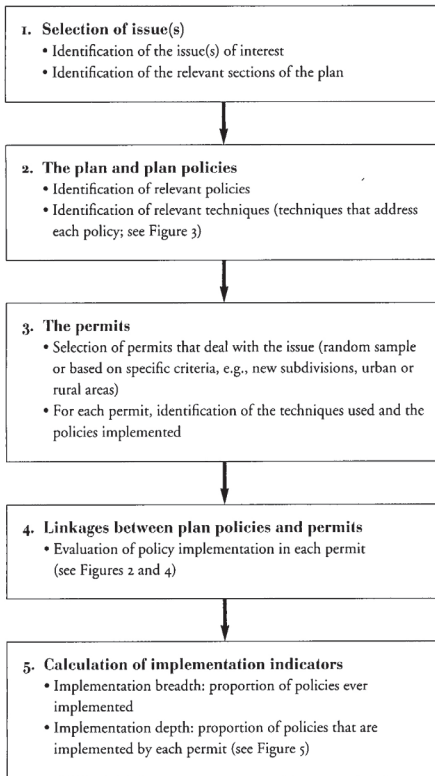 1. Selection of issue(s)
• Identification of the issue(s) of interest
• Identification of the relevant sections of the plan
2. The plan and plan policies
• Identification of relevant policies
• Identification of relevant techniques (techniques that address
each policy; see Figure 3)
3. The permits
• Selection of permits that deal with the issue (random sample
or based on specific criteria, e.g., new subdivisions, urban or
rural areas)
• For each permit, identification of the techniques used and the
policies implemented
4. Linkages between plan policies and permits
• Evaluation of policy implementation in each permit
(see Figures 2 and 4)
5. Calculation of implementation indicators
• Implementation breadth: proportion of policies ever
implemented
• Implementation depth: proportion of policies that are
implemented by each permit (see Figure 5)